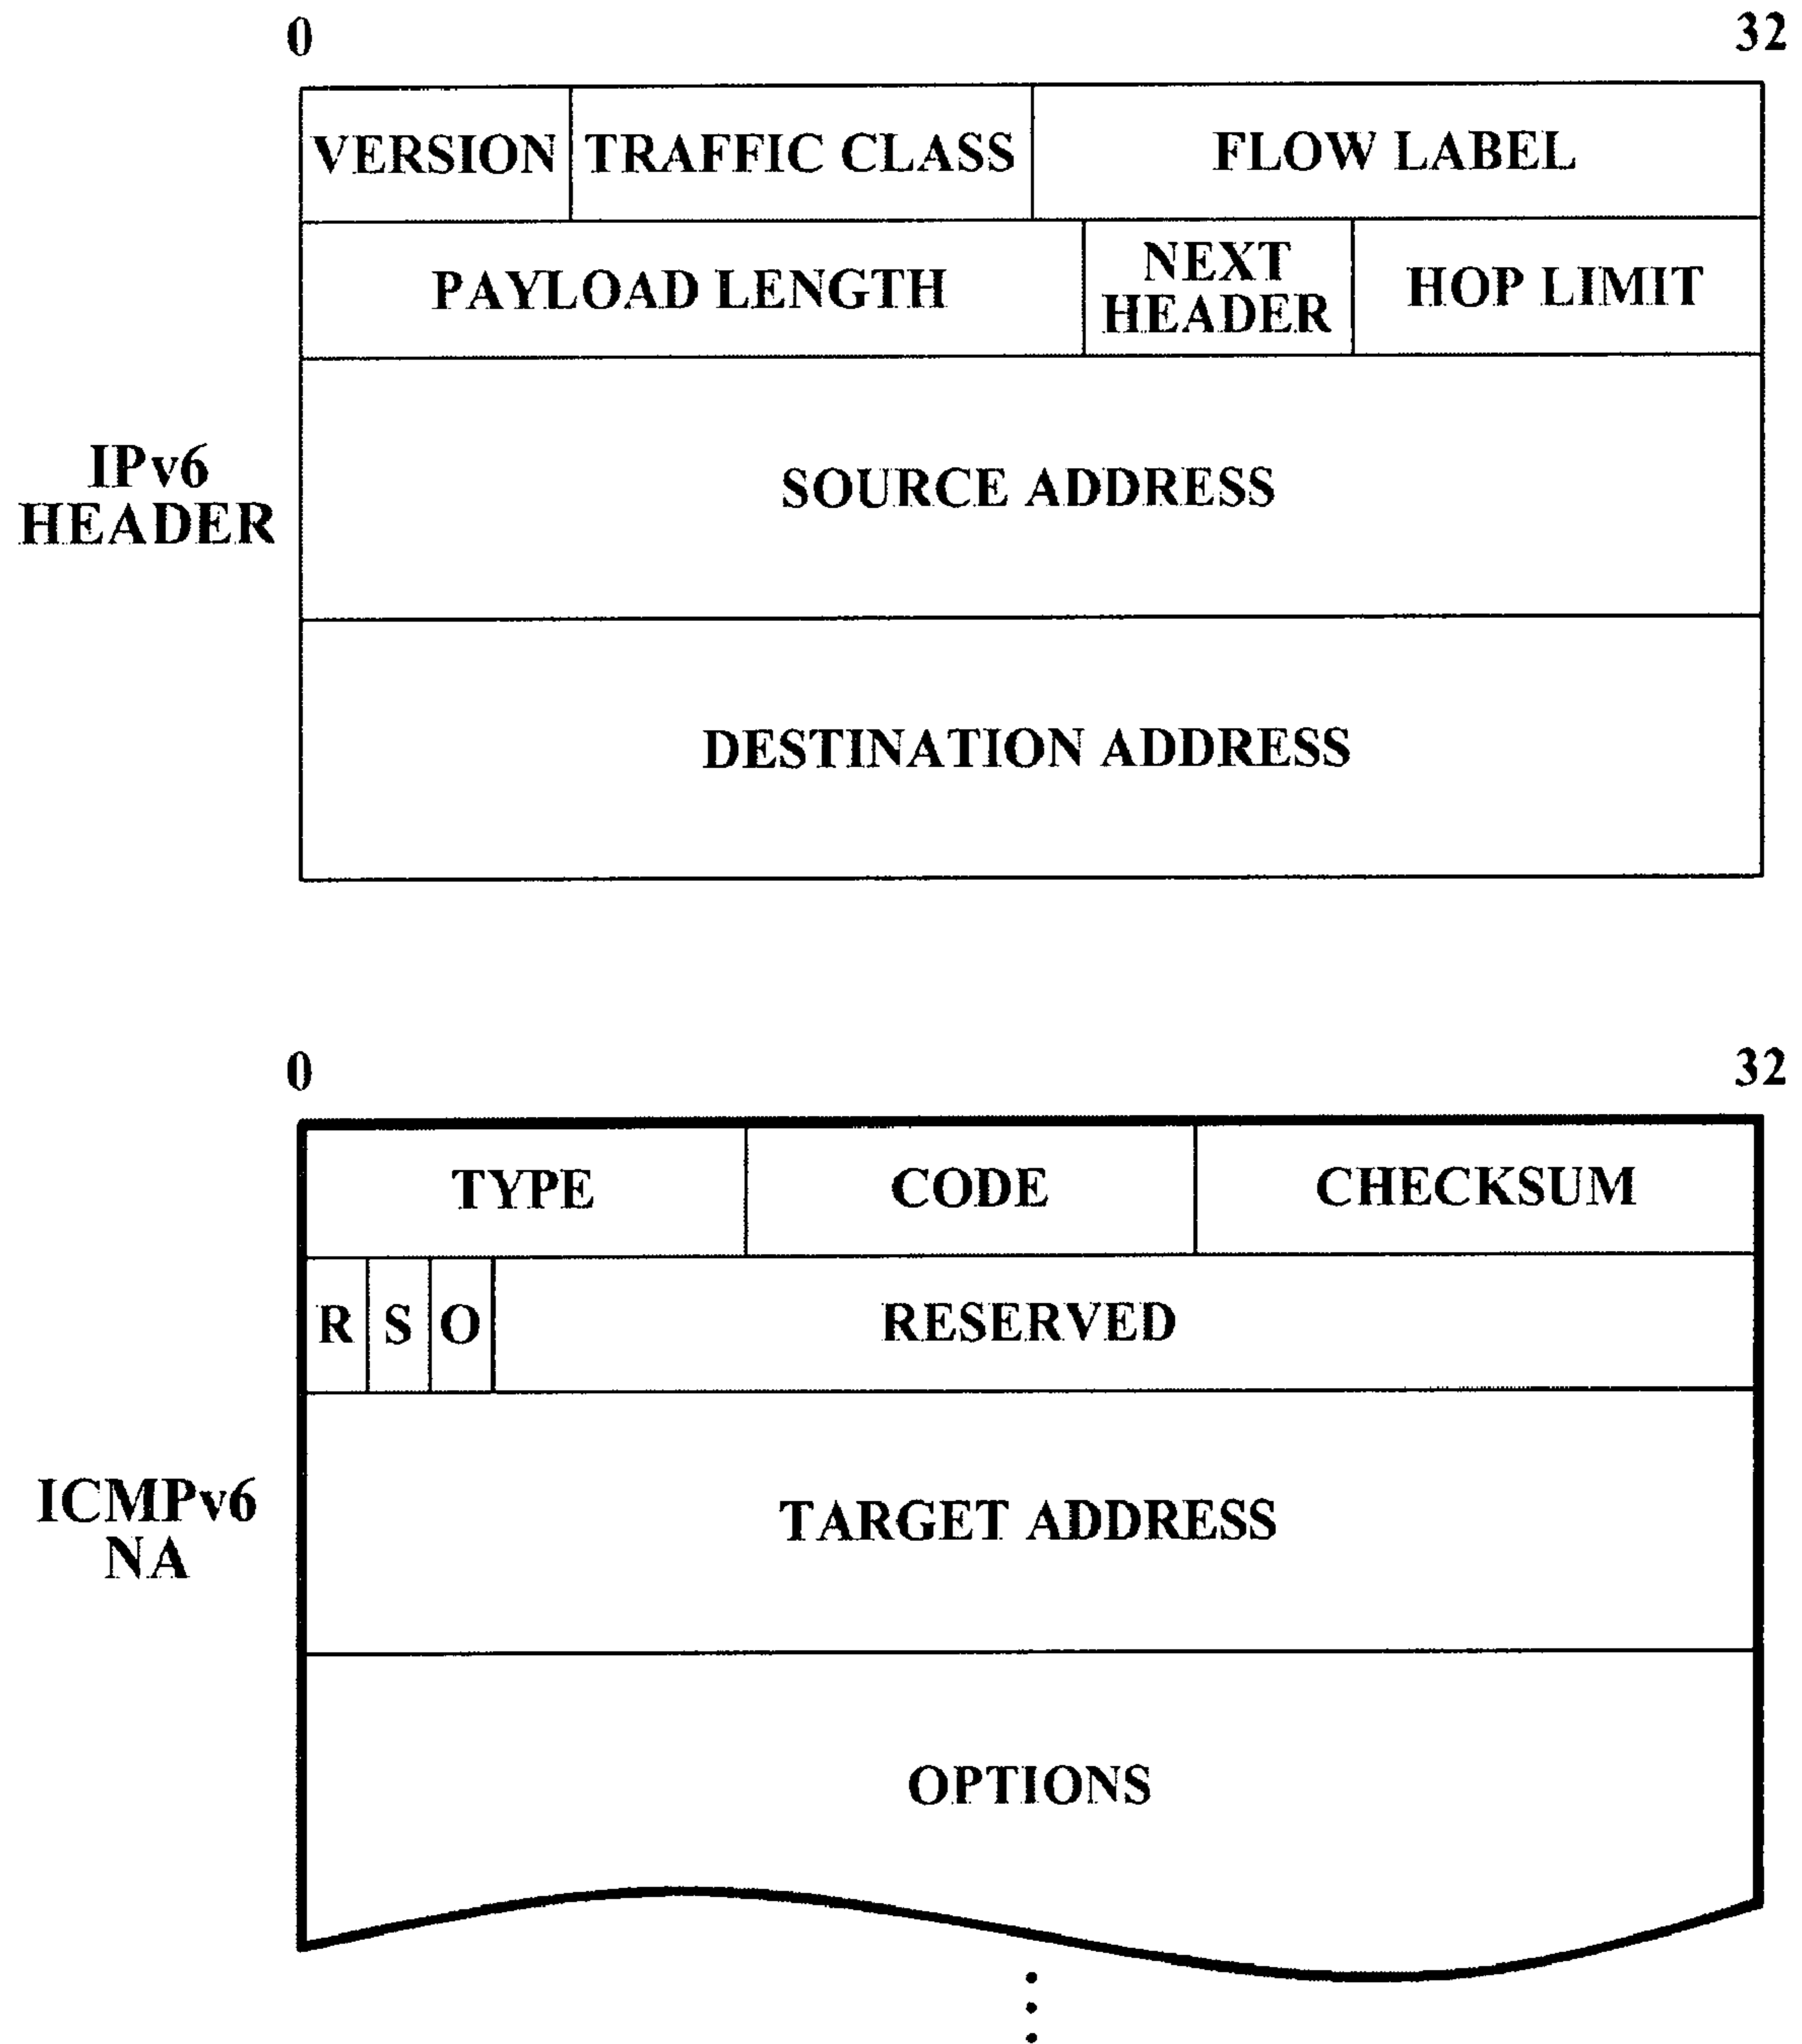 0 32
VERSION TRAFFIC CLASS FLOW LABEL
PAYLOAD LENGTH NEXT HEADER HOP LIMIT
IPv6
HEADER
SOURCE ADDRESS
DESTINATION ADDRESS
0 32
TYPE CODE CHECKSUM
R S O RESERVED
ICMPv6
NA
TARGET ADDRESS
OPTIONS